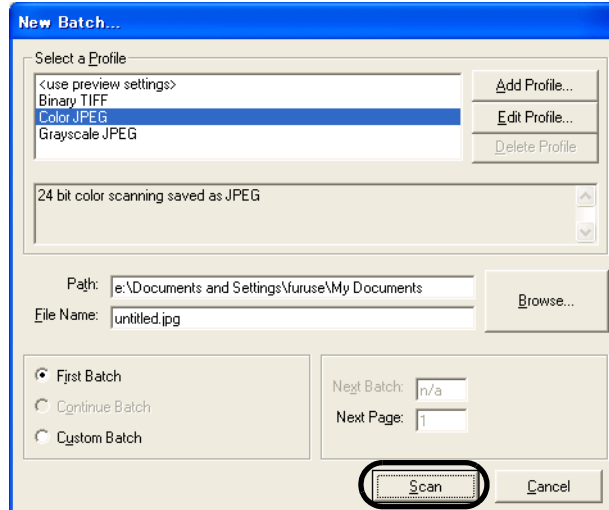 New Batch...
Select a Profile
<use preview settings>
Binary TIFF
Color JPEG
Grayscale JPEG
Add Profile...
Edit Profile...
Delete Profile
24 bit color scanning saved as JPEG
Path: e:\Documents and Settings\furuse\My Documents
File Name: untitled.jpg
Browse...
First Batch
Continue Batch
Custom Batch
Next Batch: n/a
Next Page: 1
Scan
Cancel